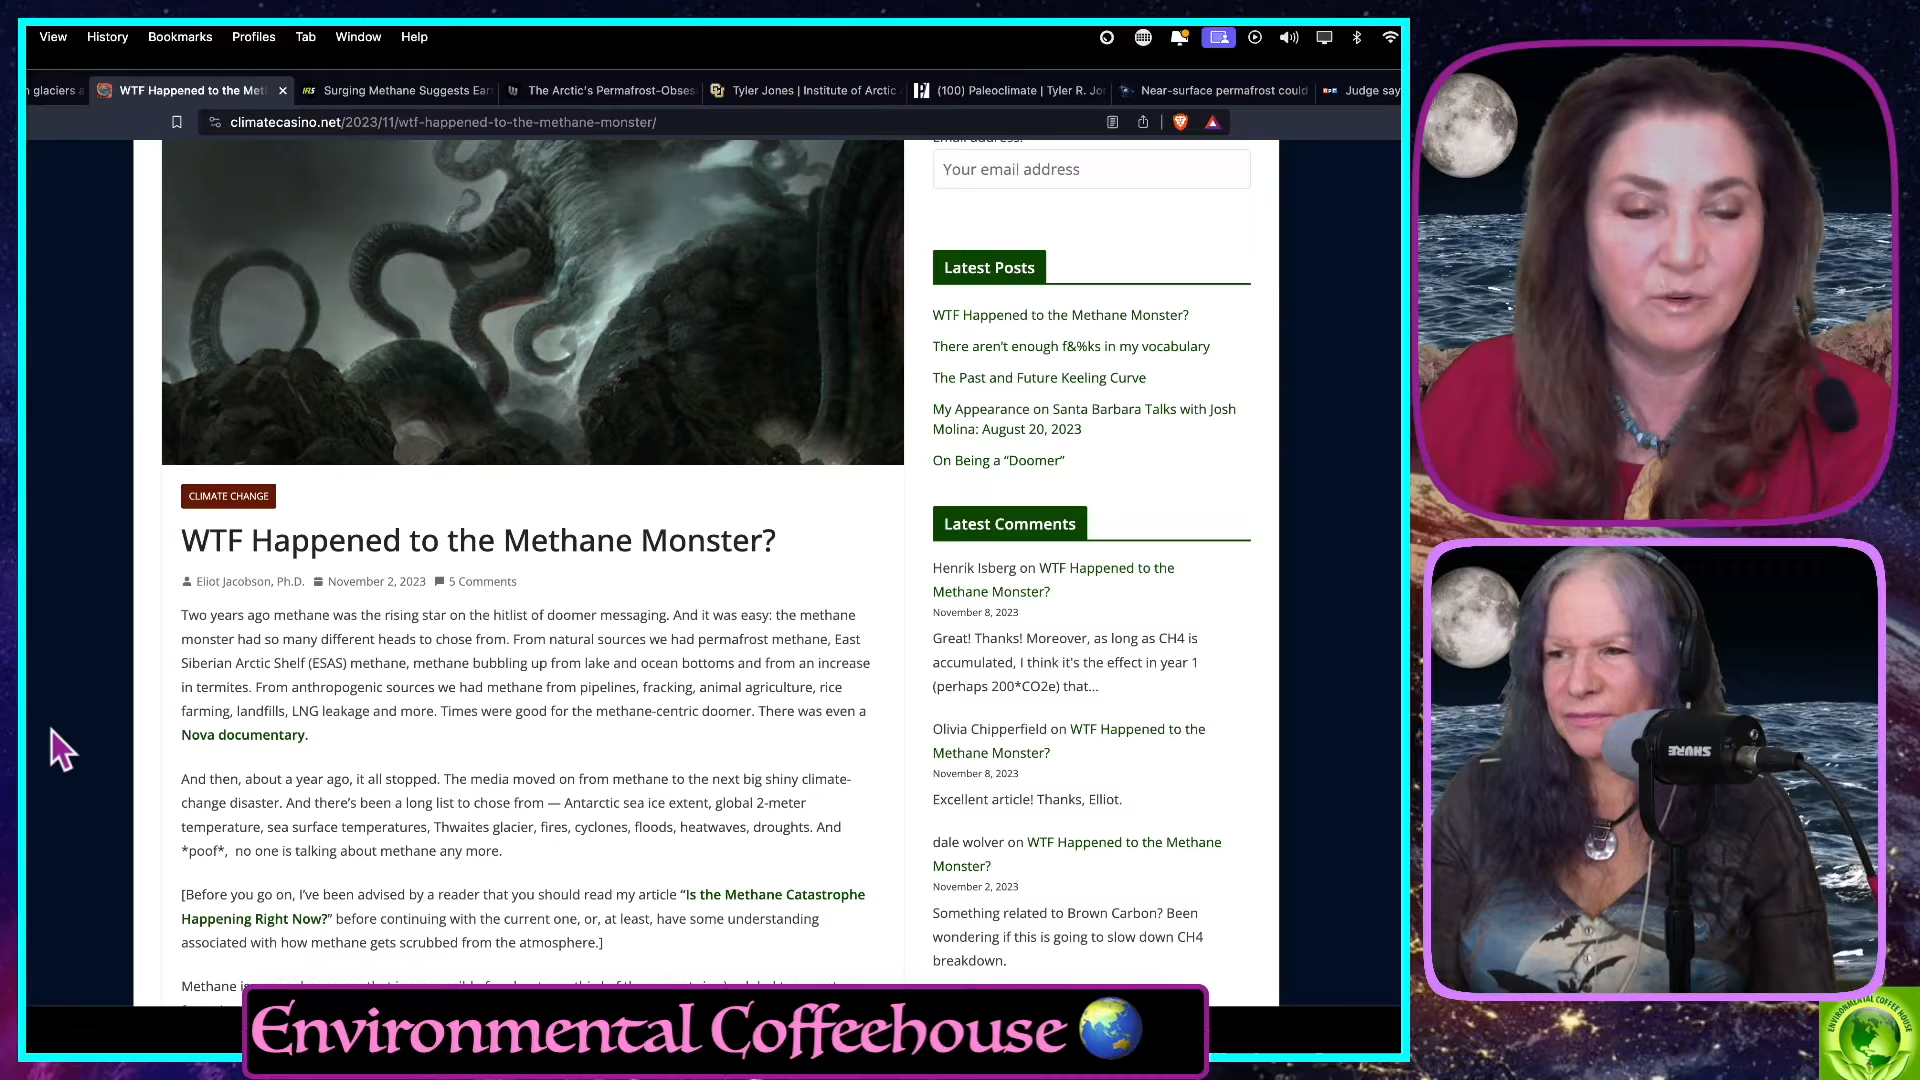 View History Bookmarks Profiles Tab Window Help
glaciers a
WTF Happened to the Met
IFLS Surging Methane Suggests Ear
The Arctic's Permafrost-Obses
Tyler Jones | Institute of Arctic
(100) Paleoclimate | Tyler R. Jo
Near-surface permafrost could
Judge say
climatecasino.net/2023/11/wtf-happened-to-the-methane-monster/
CLIMATE CHANGE
WTF Happened to the Methane Monster?
Eliot Jacobson, Ph.D. November 2, 2023 5 Comments
Two years ago methane was the rising star on the hitlist of doomer messaging. And it was easy: the methane
monster had so many different heads to chose from. From natural sources we had permafrost methane, East
Siberian Arctic Shelf (ESAS) methane, methane bubbling up from lake and ocean bottoms and from an increase
in termites. From anthropogenic sources we had methane from pipelines, fracking, animal agriculture, rice
farming, landfills, LNG leakage and more. Times were good for the methane-centric doomer. There was even a
Nova documentary.
And then, about a year ago, it all stopped. The media moved on from methane to the next big shiny climate-
change disaster. And there's been a long list to chose from — Antarctic sea ice extent, global 2-meter
temperature, sea surface temperatures, Thwaites glacier, fires, cyclones, floods, heatwaves, droughts. And
*poof*, no one is talking about methane any more.
[Before you go on, I've been advised by a reader that you should read my article "Is the Methane Catastrophe
Happening Right Now?" before continuing with the current one, or, at least, have some understanding
associated with how methane gets scrubbed from the atmosphere.]
Methane is
Email address:
Your email address
Latest Posts
WTF Happened to the Methane Monster?
There aren't enough f&%ks in my vocabulary
The Past and Future Keeling Curve
My Appearance on Santa Barbara Talks with Josh
Molina: August 20, 2023
On Being a "Doomer"
Latest Comments
Henrik Isberg on WTF Happened to the
Methane Monster?
November 8, 2023
Great! Thanks! Moreover, as long as CH4 is
accumulated, I think it's the effect in year 1
(perhaps 200*CO2e) that...
Olivia Chipperfield on WTF Happened to the
Methane Monster?
November 8, 2023
Excellent article! Thanks, Elliot.
dale wolver on WTF Happened to the Methane
Monster?
November 2, 2023
Something related to Brown Carbon? Been
wondering if this is going to slow down CH4
breakdown.
SHURE
Environmental Coffeehouse
ENVIRONMENTAL COFFEE HOUSE